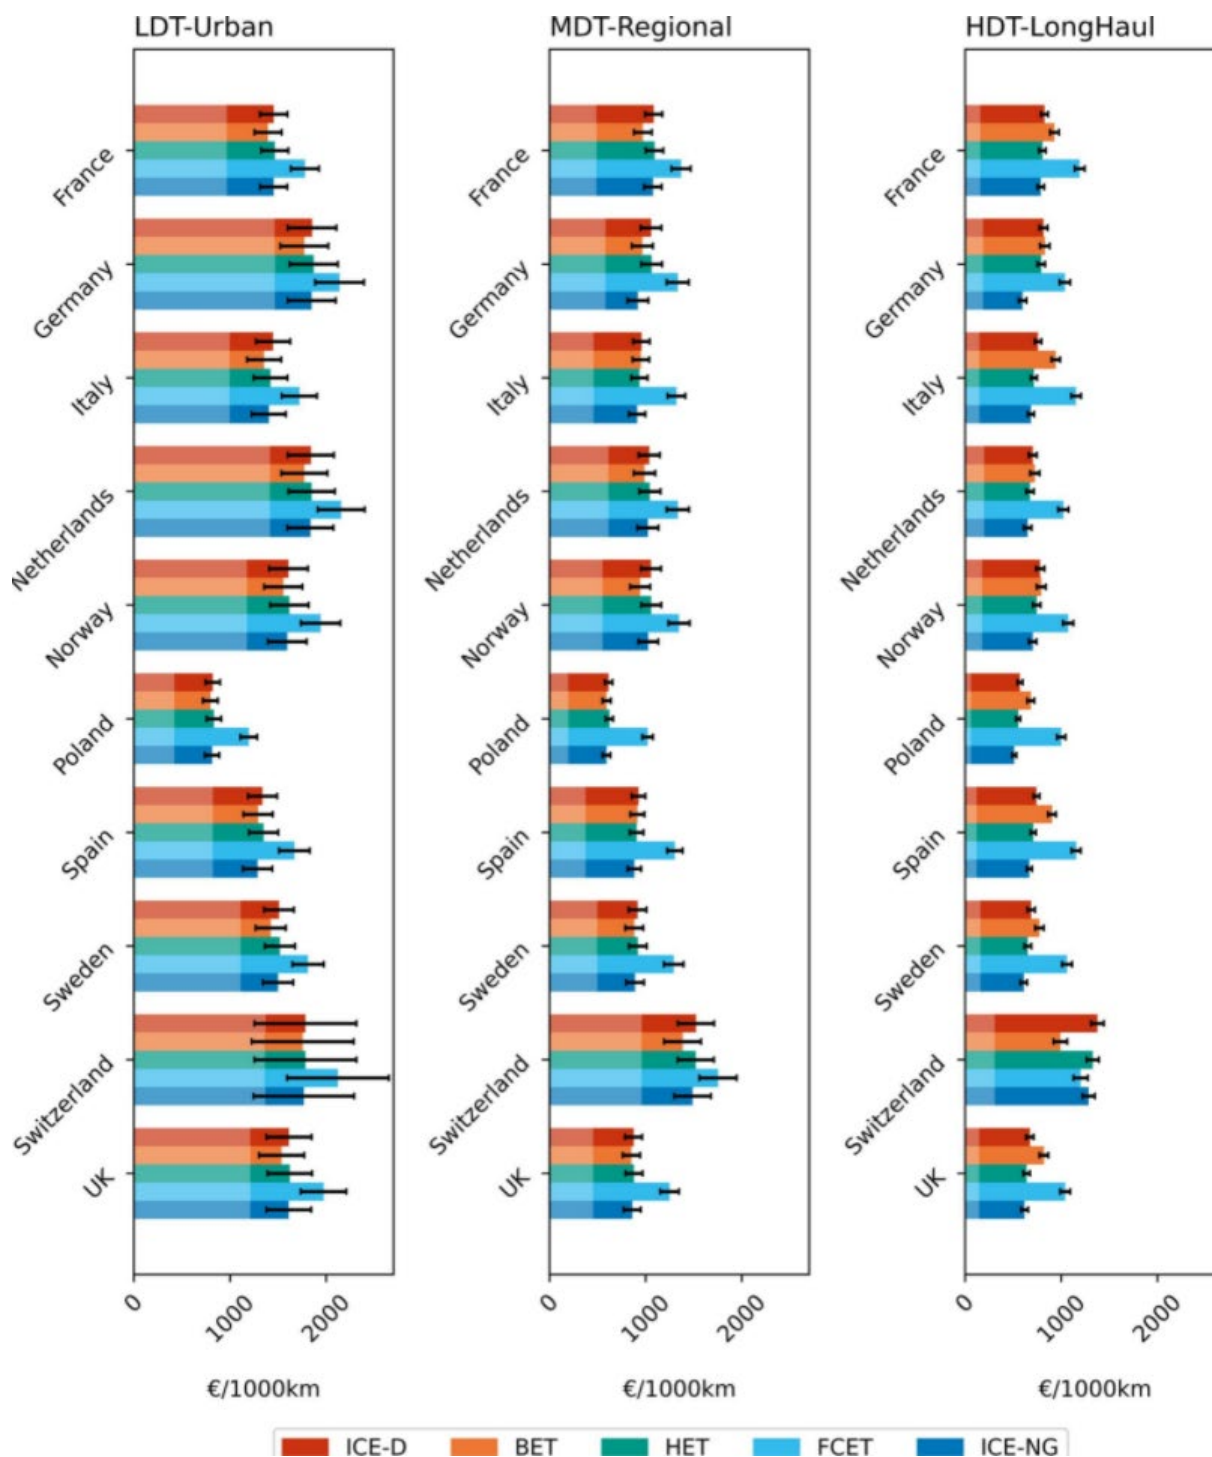 LDT-Urban MDT-Regional HDT-LongHaul
France France France
Germany Germany Germany
Italy Italy Italy
Netherlands Netherlands Netherlands
Norway Norway Norway
Poland Poland Poland
Spain Spain Spain
Sweden Sweden Sweden
Switzerland Switzerland Switzerland
UK UK UK
0 1000 2000 0 1000 2000 0 1000 2000
€/1000km €/1000km €/1000km
ICE-D BET HET FCET ICE-NG